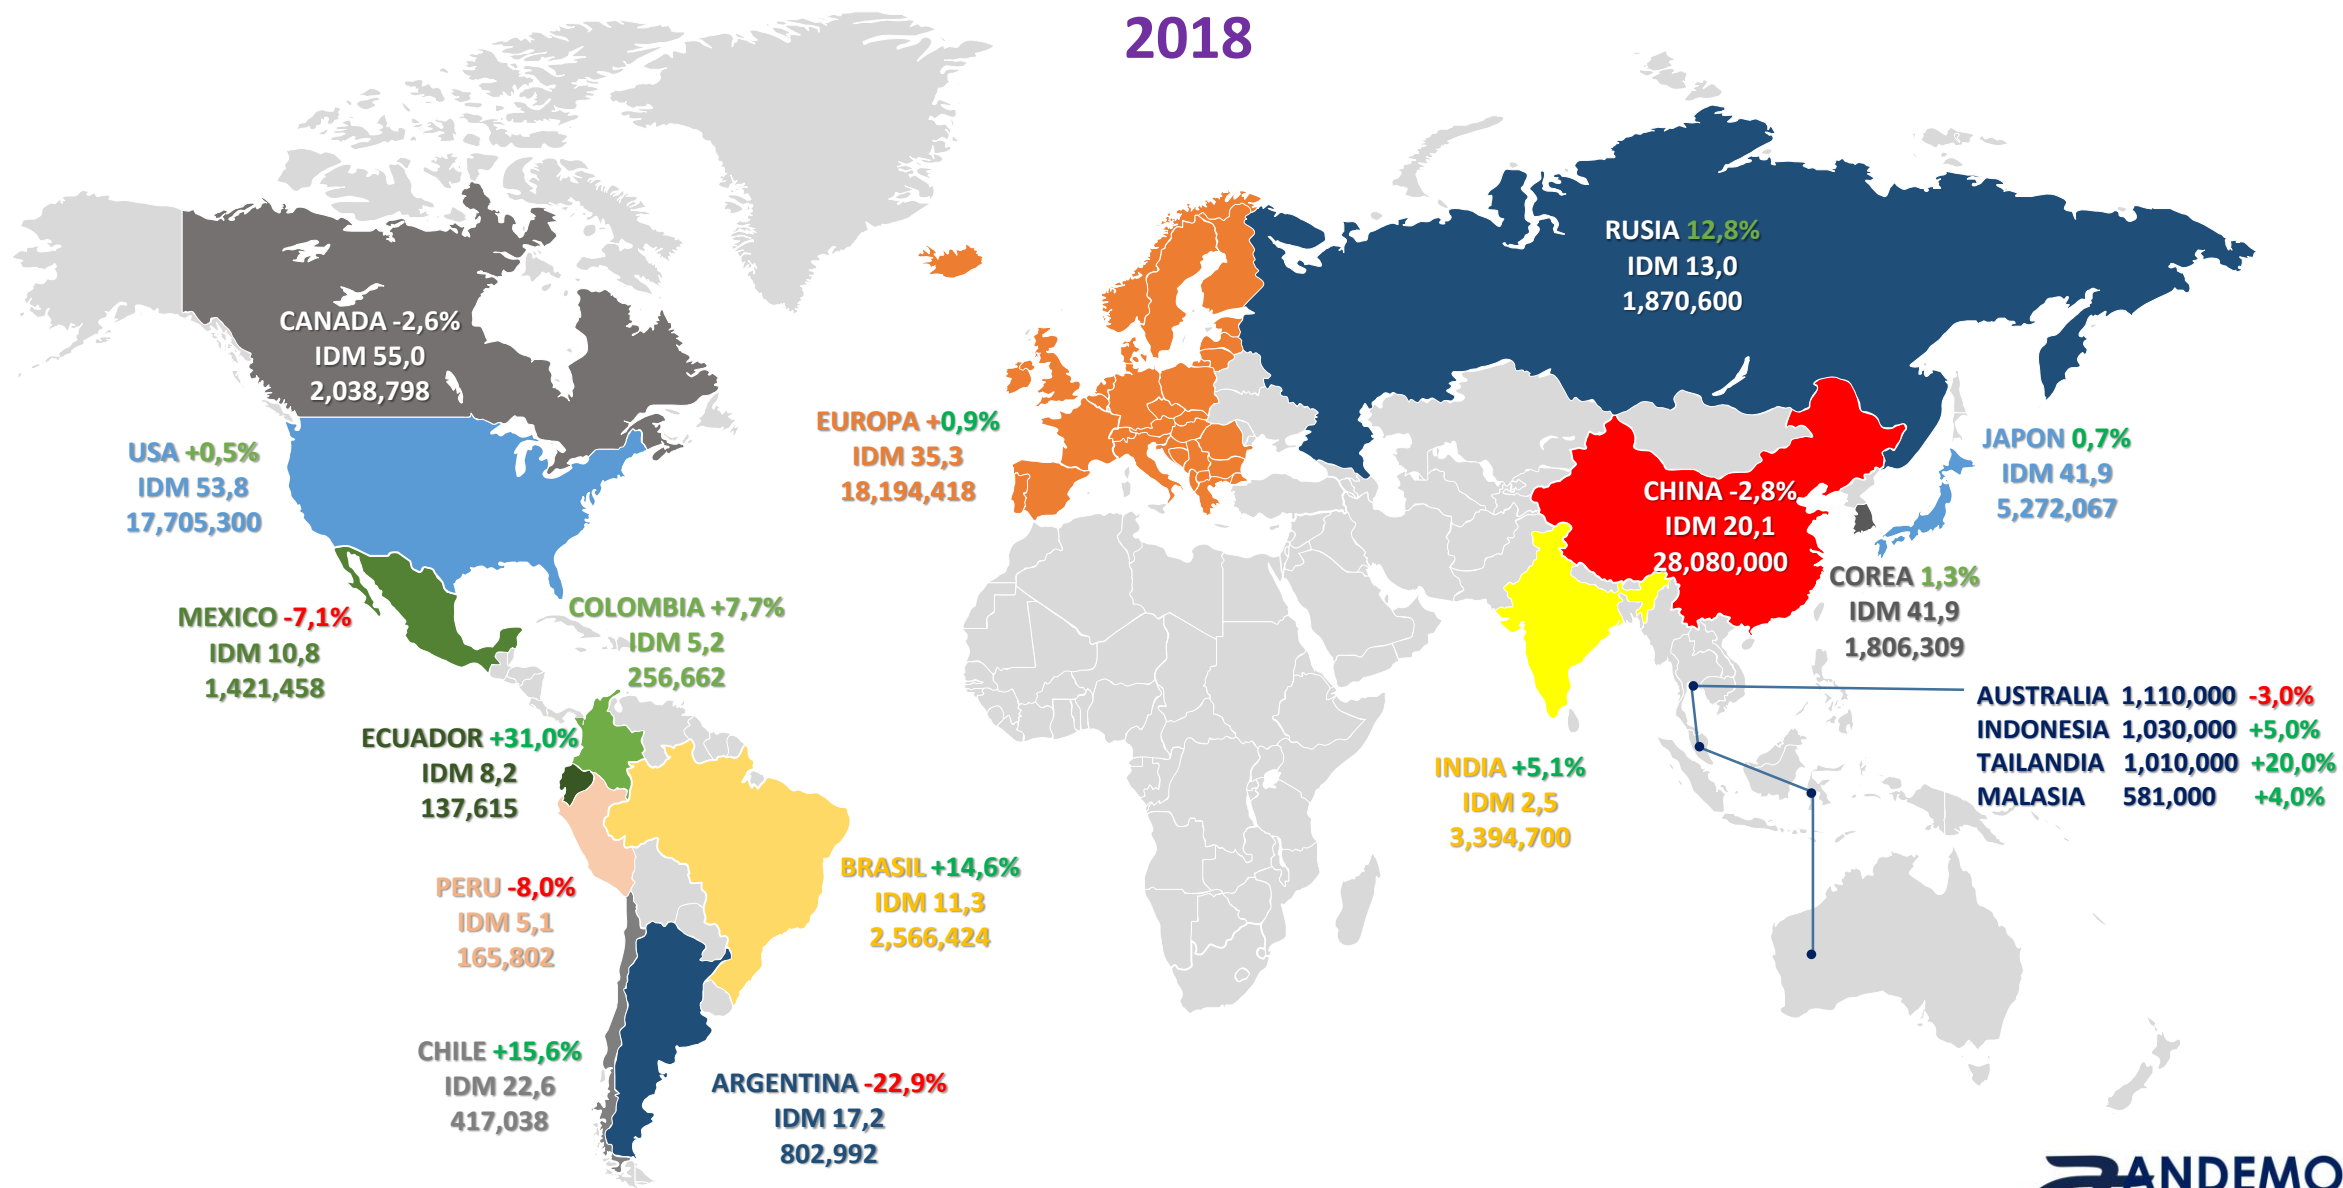 2018
CANADA -2,6%
IDM 55,0
2,038,798
USA +0,5%
IDM 53,8
17,705,300
MEXICO -7,1%
IDM 10,8
1,421,458
COLOMBIA +7,7%
IDM 5,2
256,662
ECUADOR +31,0%
IDM 8,2
137,615
PERU -8,0%
IDM 5,1
165,802
BRASIL +14,6%
IDM 11,3
2,566,424
CHILE +15,6%
IDM 22,6
417,038
ARGENTINA -22,9%
IDM 17,2
802,992
EUROPA +0,9%
IDM 35,3
18,194,418
RUSIA 12,8%
IDM 13,0
1,870,600
CHINA -2,8%
IDM 20,1
28,080,000
JAPON 0,7%
IDM 41,9
5,272,067
COREA 1,3%
IDM 41,9
1,806,309
INDIA +5,1%
IDM 2,5
3,394,700
AUSTRALIA 1,110,000 -3,0%
INDONESIA 1,030,000 +5,0%
TAILANDIA 1,010,000 +20,0%
MALASIA 581,000 +4,0%
ANDEMO